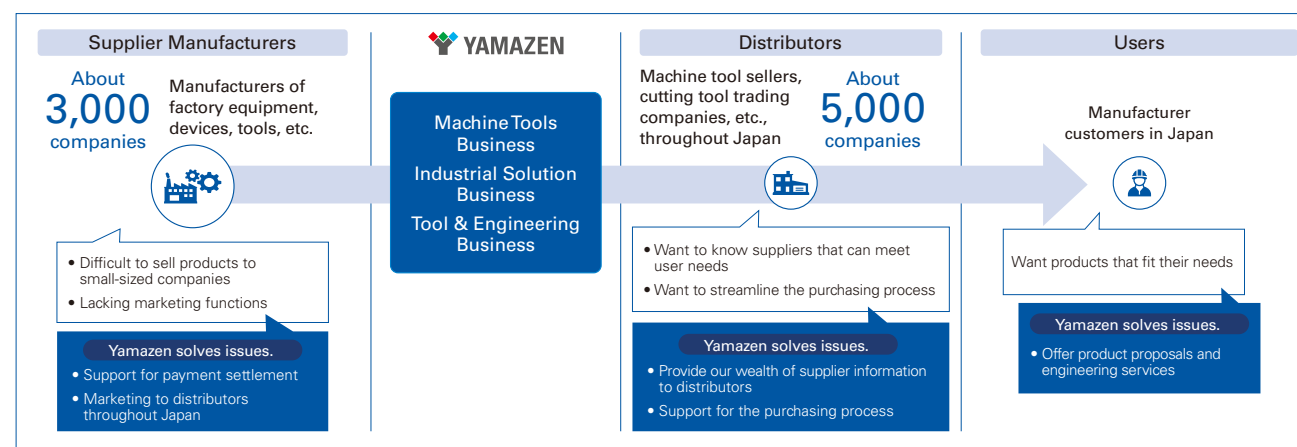 Supplier Manufacturers
About
3,000
companies
Manufacturers of
factory equipment,
devices, tools, etc.
• Difficult to sell products to
small-sized companies
• Lacking marketing functions
Yamazen solves issues.
• Support for payment settlement
• Marketing to distributors
throughout Japan
YAMAZEN
Machine Tools
Business
Industrial Solution
Business
Tool & Engineering
Business
Distributors
Machine tool sellers,
cutting tool trading
companies, etc.,
throughout Japan
About
5,000
companies
• Want to know suppliers that can meet
user needs
• Want to streamline the purchasing process
Yamazen solves issues.
• Provide our wealth of supplier information
to distributors
• Support for the purchasing process
Users
Manufacturer
customers in Japan
Want products that fit their needs
Yamazen solves issues.
• Offer product proposals and
engineering services